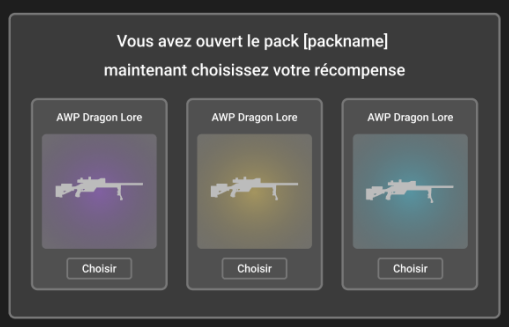 Vous avez ouvert le pack [packname]
maintenant choisissez votre récompense
AWP Dragon Lore
AWP Dragon Lore
AWP Dragon Lore
Choisir
Choisir
Choisir